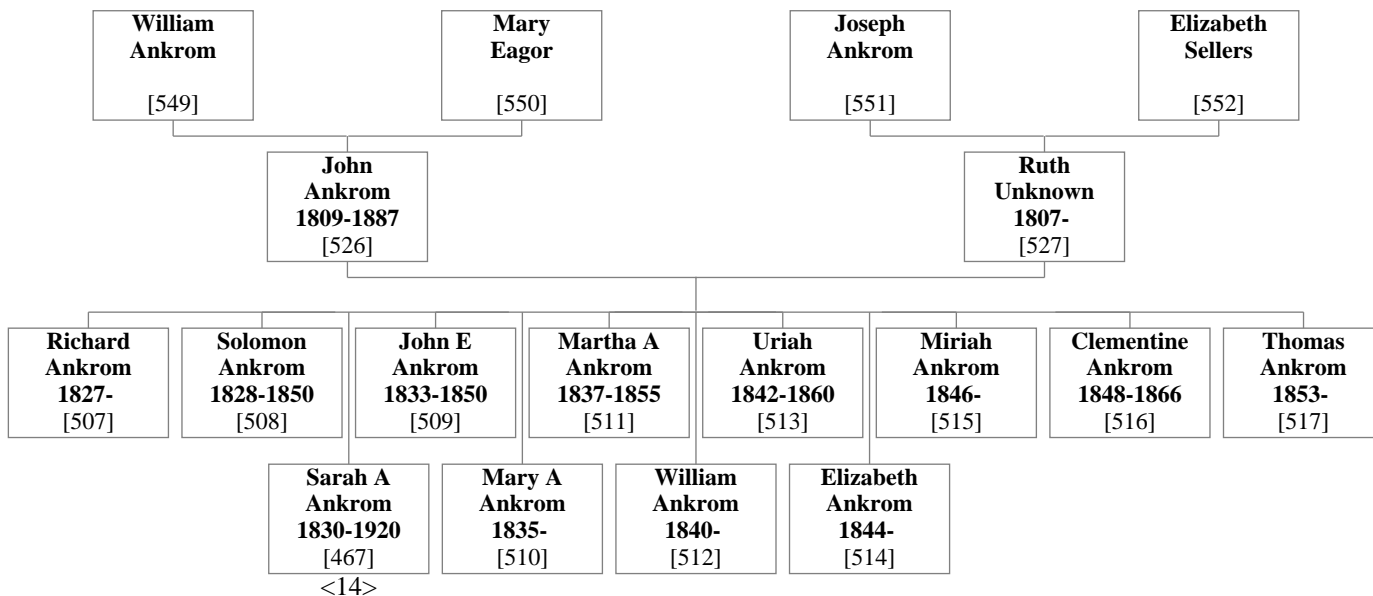 William
Ankrom
[549]
Mary
Eagor
[550]
Joseph
Ankrom
[551]
Elizabeth
Sellers
[552]
John
Ankrom
1809-1887
[526]
Ruth
Unknown
1807-
[527]
Richard
Ankrom
1827-
[507]
Solomon
Ankrom
1828-1850
[508]
John E
Ankrom
1833-1850
[509]
Martha A
Ankrom
1837-1855
[511]
Uriah
Ankrom
1842-1860
[513]
Miriah
Ankrom
1846-
[515]
Clementine
Ankrom
1848-1866
[516]
Thomas
Ankrom
1853-
[517]
Sarah A
Ankrom
1830-1920
[467]
<14>
Mary A
Ankrom
1835-
[510]
William
Ankrom
1840-
[512]
Elizabeth
Ankrom
1844-
[514]